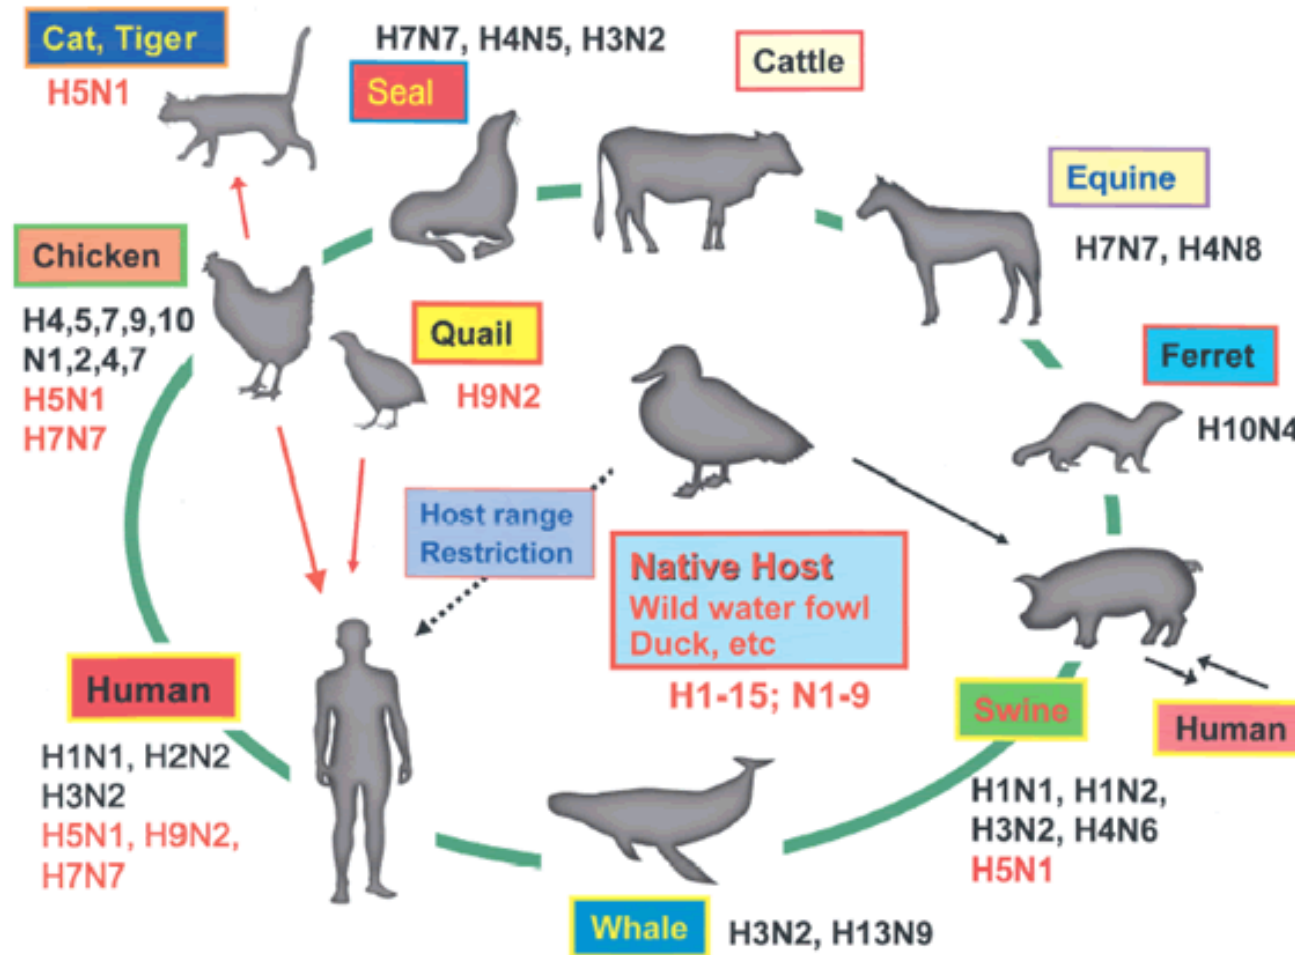 Cat, Tiger
H5N1
H7N7, H4N5, H3N2
Seal
Cattle
Equine
H7N7, H4N8
Chicken
H4,5,7,9,10
N1,2,4,7
H5N1
H7N7
Quail
H9N2
Ferret
H10N4
Host range
Restriction
Native Host
Wild water fowl
Duck, etc
H1-15; N1-9
Human
H1N1, H2N2
H3N2
H5N1, H9N2,
H7N7
Swine
Human
H1N1, H1N2,
H3N2, H4N6
H5N1
Whale
H3N2, H13N9